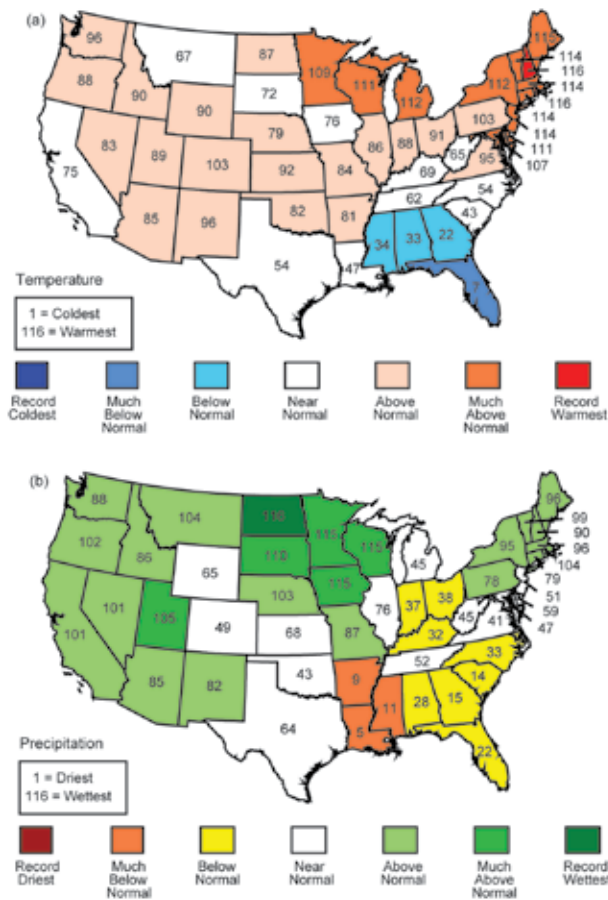 (a)
96
67
87
109
115
114
116
114
116
114
111
107
88
90
90
72
111
112
112
76
103
83
89
103
79
86
88
91
65
95
75
92
84
69
54
85
96
82
81
62
43
54
47
34
33
22
7
Temperature
1 = Coldest
116 = Warmest
Record
Coldest
Much
Below
Normal
Below
Normal
Near
Normal
Above
Normal
Much
Above
Normal
Record
Warmest
(b)
88
104
96
99
90
96
104
79
51
59
47
102
86
65
110
115
45
95
115
78
101
101
49
103
76
37
38
45
41
101
68
87
32
33
85
82
43
9
52
14
64
5
11
28
15
22
Precipitation
1 = Driest
116 = Wettest
Record
Driest
Much
Below
Normal
Below
Normal
Near
Normal
Above
Normal
Much
Above
Normal
Record
Wettest